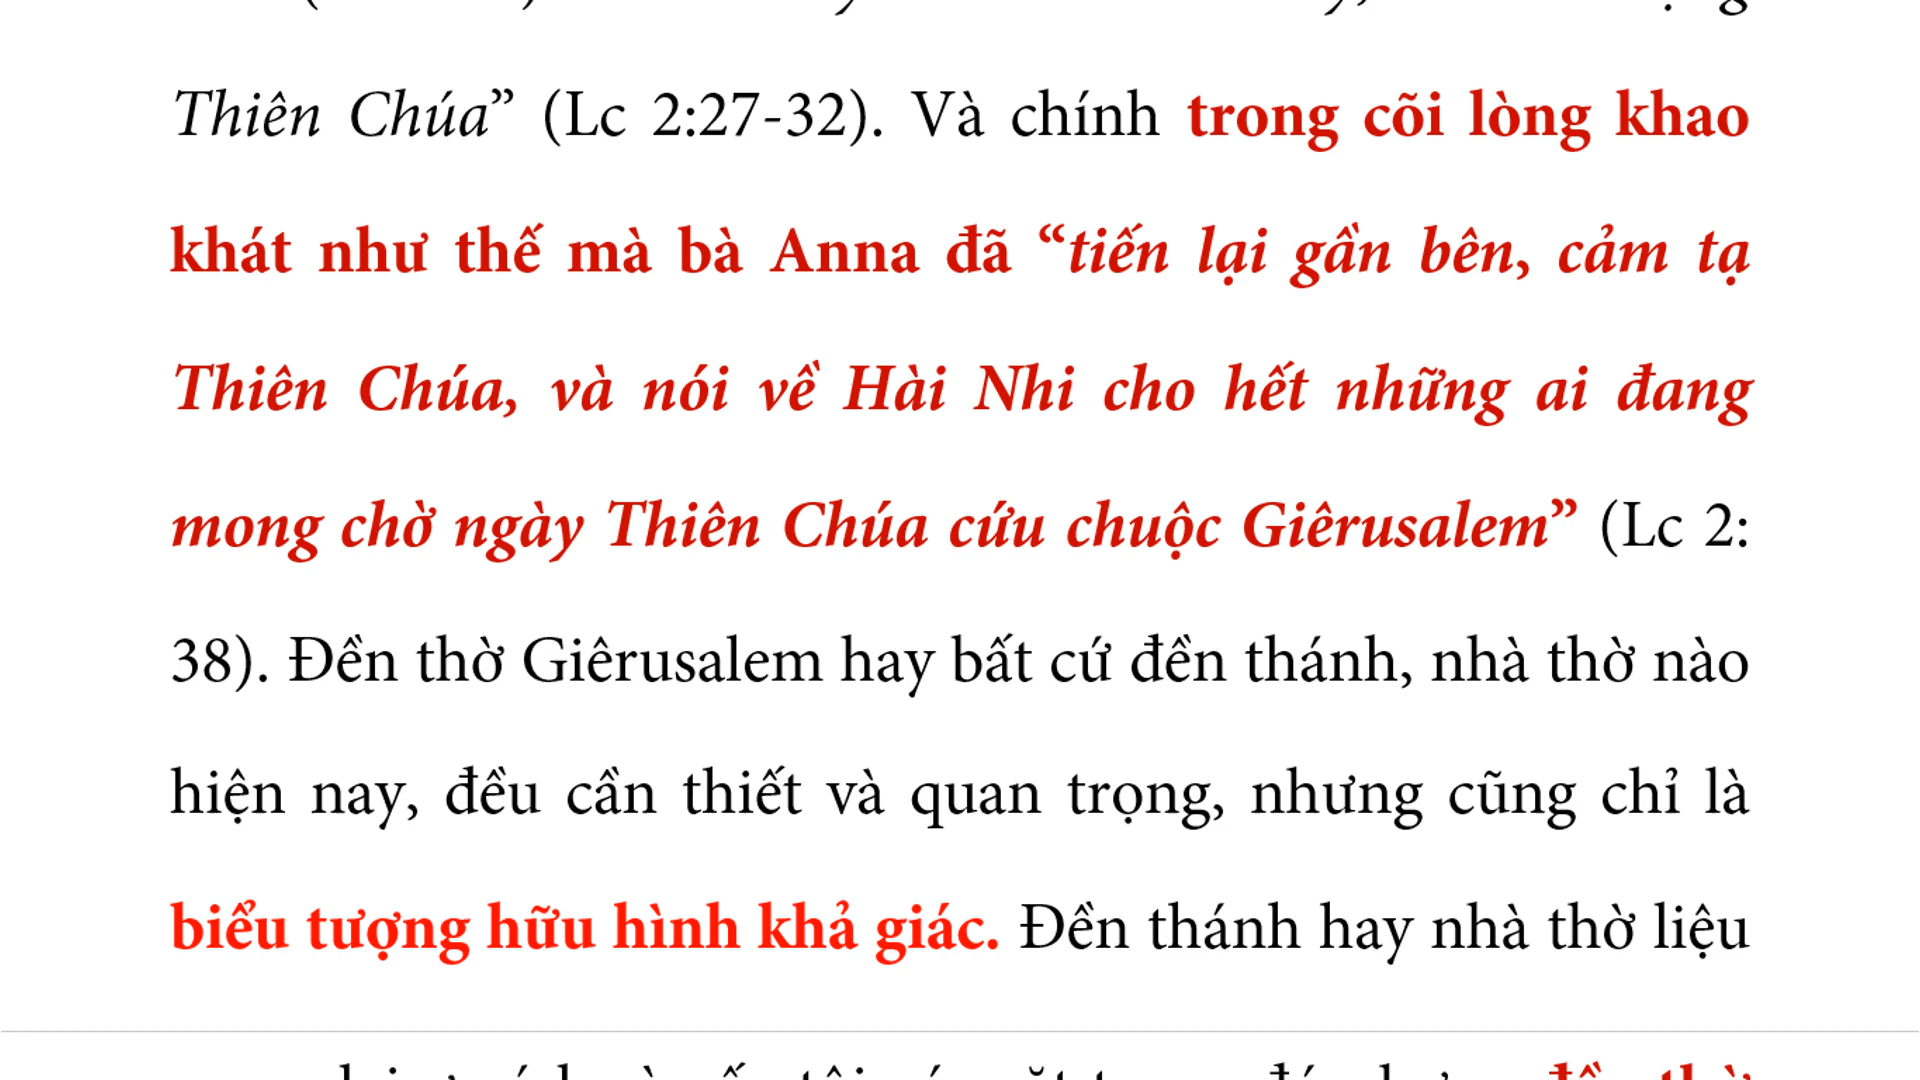 Thiên Chúa” (Lc 2:27-32). Và chính trong cõi lòng khao
khát như thế mà bà Anna đã “tiến lại gần bên, cảm tạ
Thiên Chúa, và nói về Hài Nhi cho hết những ai đang
mong chờ ngày Thiên Chúa cứu chuộc Giêrusalem” (Lc 2:
38). Đền thờ Giêrusalem hay bất cứ đền thánh, nhà thờ nào
hiện nay, đều cần thiết và quan trọng, nhưng cũng chỉ là
biểu tượng hữu hình khả giác. Đền thánh hay nhà thờ liệu